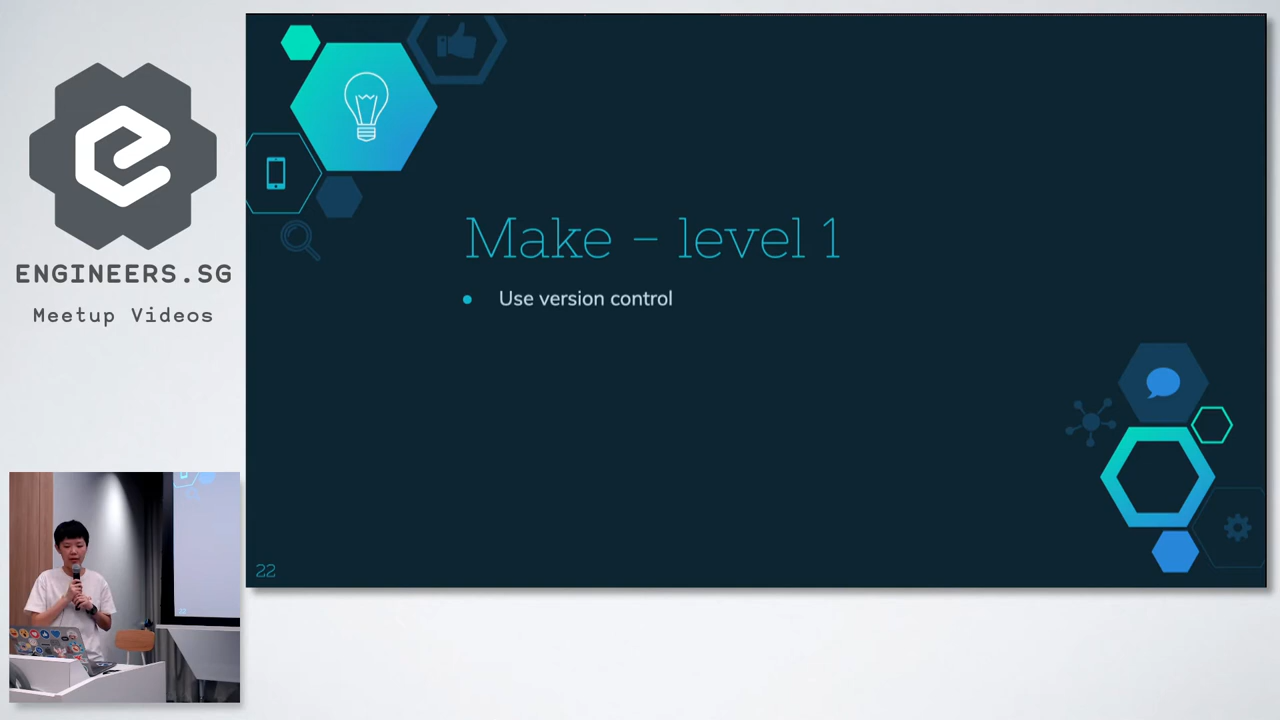 ENGINEERS.SG
Meetup Videos
Make – level 1
Use version control
22